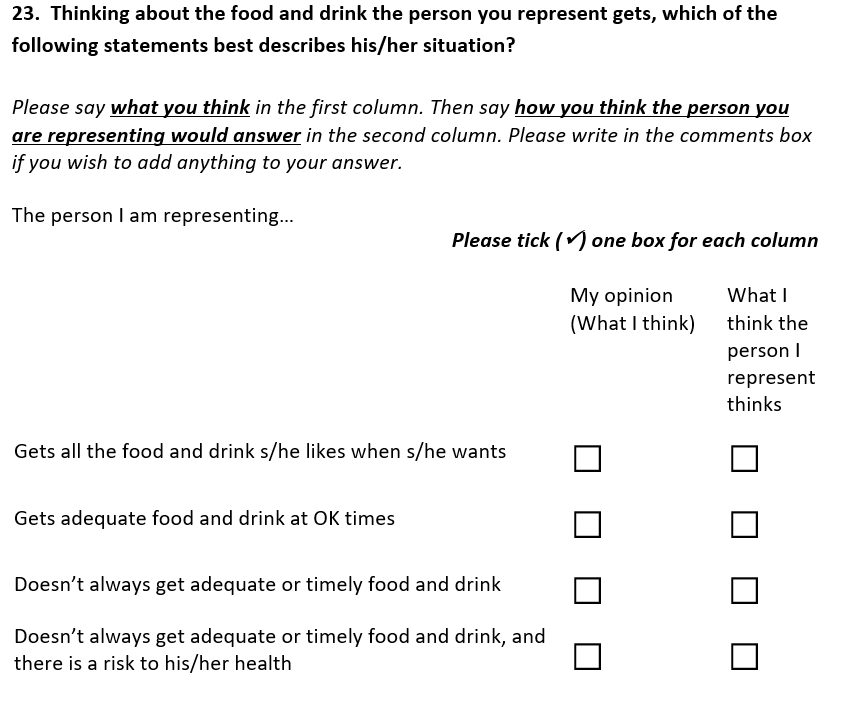 23. Thinking about the food and drink the person you represent gets, which of the
following statements best describes his/her situation?
Please say what you think in the first column. Then say how you think the person you
are representing would answer in the second column. Please write in the comments box
if you wish to add anything to your answer.
The person I am representing...
Please tick (✓) one box for each column
My opinion
(What I think)
What I
think the
person I
represent
thinks
Gets all the food and drink s/he likes when s/he wants
Gets adequate food and drink at OK times
Doesn't always get adequate or timely food and drink
Doesn't always get adequate or timely food and drink, and
there is a risk to his/her health